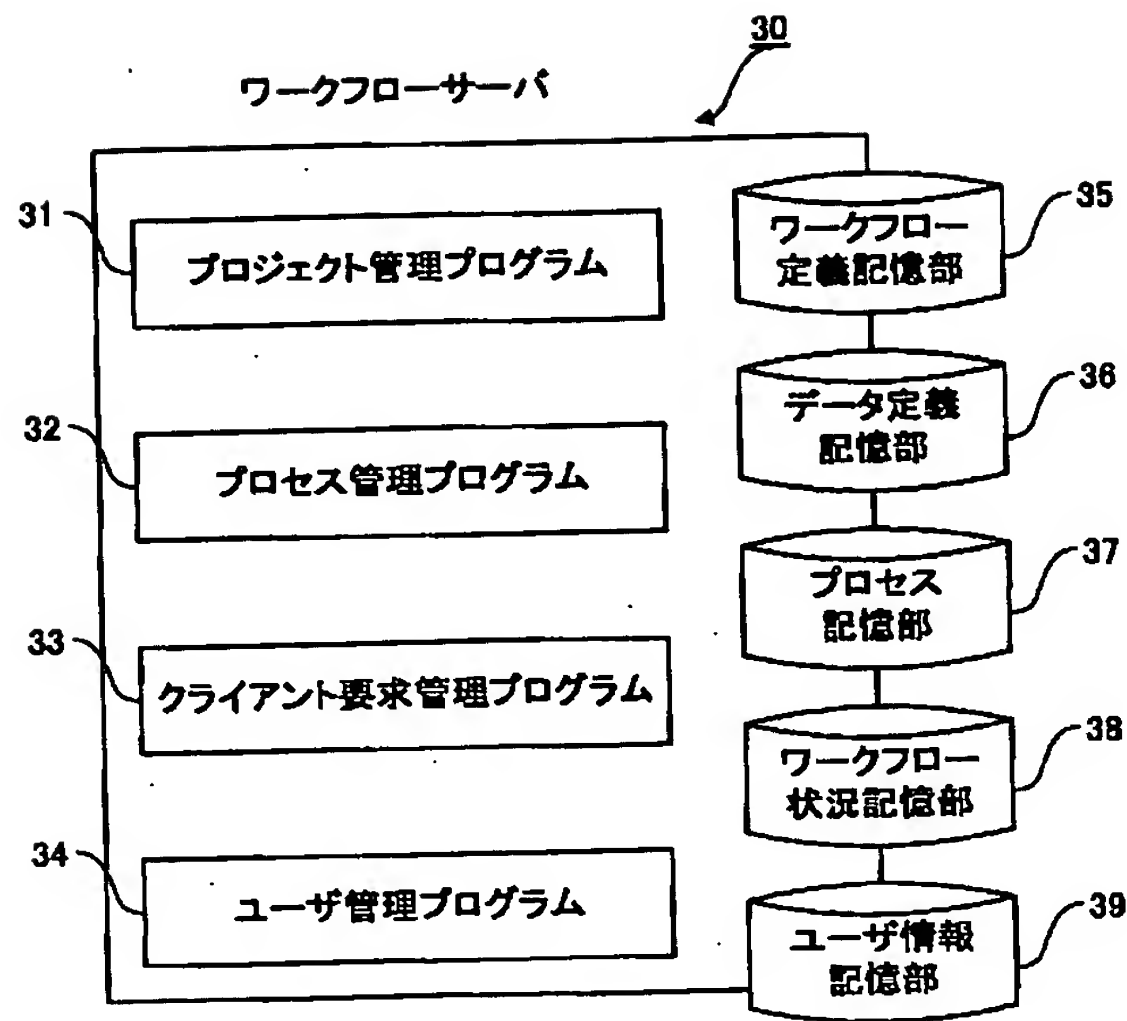 30
ワークフローサーバ
31
プロジェクト管理プログラム
32
プロセス管理プログラム
33
クライアント要求管理プログラム
34
ユーザ管理プログラム
ワークフロー
定義記憶部
35
データ定義
記憶部
36
プロセス
記憶部
37
ワークフロー
状況記憶部
38
ユーザ情報
記憶部
39